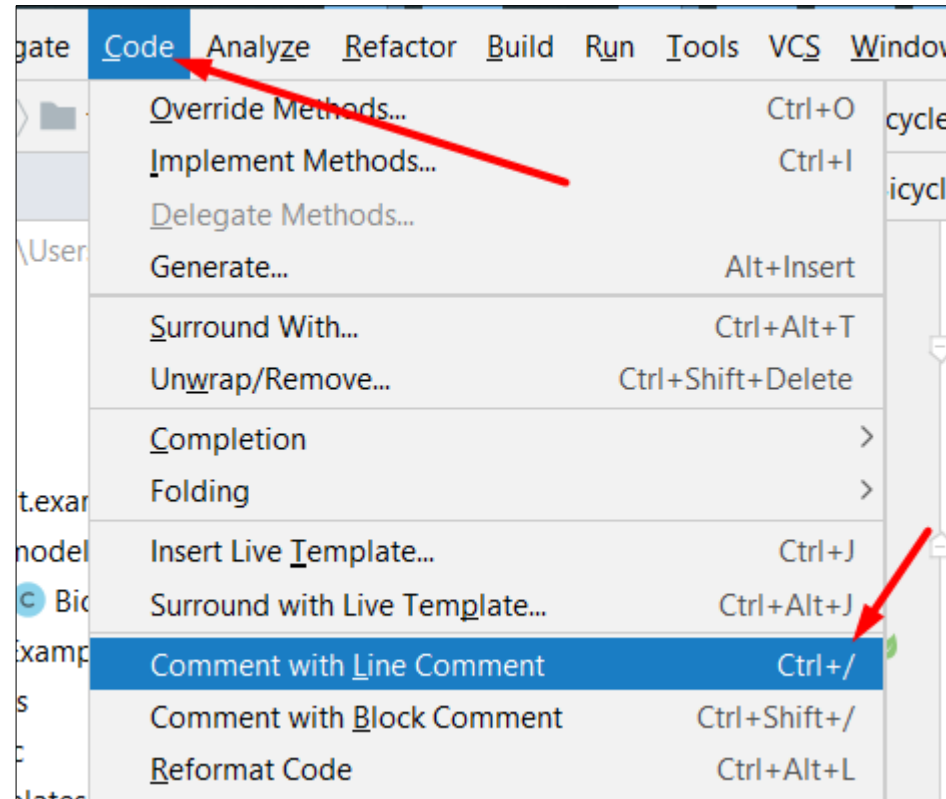 gate Code Analyze Refactor Build Run Tools VCS Window
Override Methods... Ctrl+O
cycle
Implement Methods... Ctrl+I
icycl
Delegate Methods...
\User
Generate... Alt+Insert
Surround With... Ctrl+Alt+T
Unwrap/Remove... Ctrl+Shift+Delete
Completion
Folding
t.exar
Insert Live Template... Ctrl+J
model
Surround with Live Template... Ctrl+Alt+J
C Bic
Examp
Comment with Line Comment Ctrl+/
s
Comment with Block Comment Ctrl+Shift+/
c
Reformat Code Ctrl+Alt+L
plates